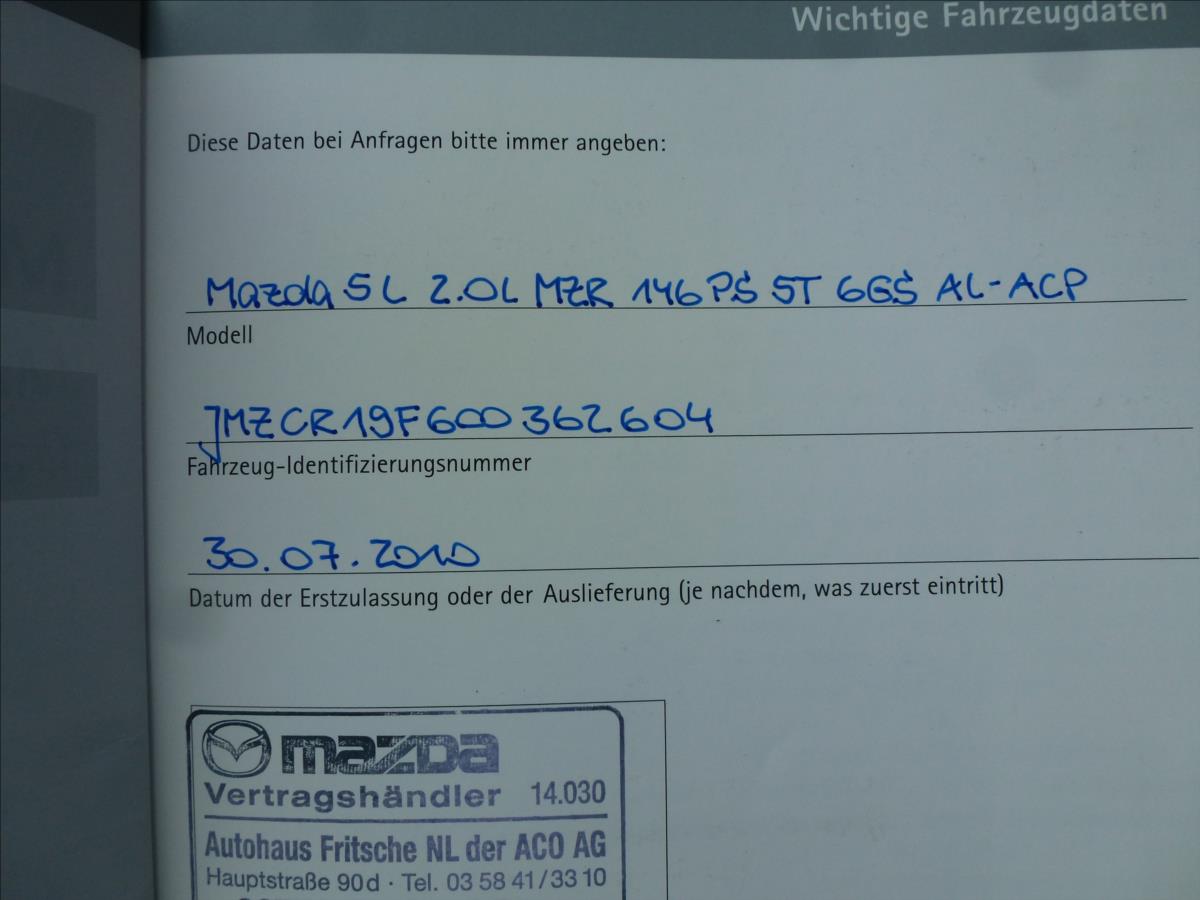 Wichtige Fahrzeugdaten
Diese Daten bei Anfragen bitte immer angeben:
Mazda 5 L 2.0L MZR 146PS 5T 6GS AL-ACP
Modell
JMZCR19F600362604
Fahrzeug-Identifizierungsnummer
30.07.2010
Datum der Erstzulassung oder der Auslieferung (je nachdem, was zuerst eintritt)
mazda
Vertragshändler 14.030
Autohaus Fritsche NL der ACO AG
Hauptstraße 90d · Tel. 03 58 41/33 10